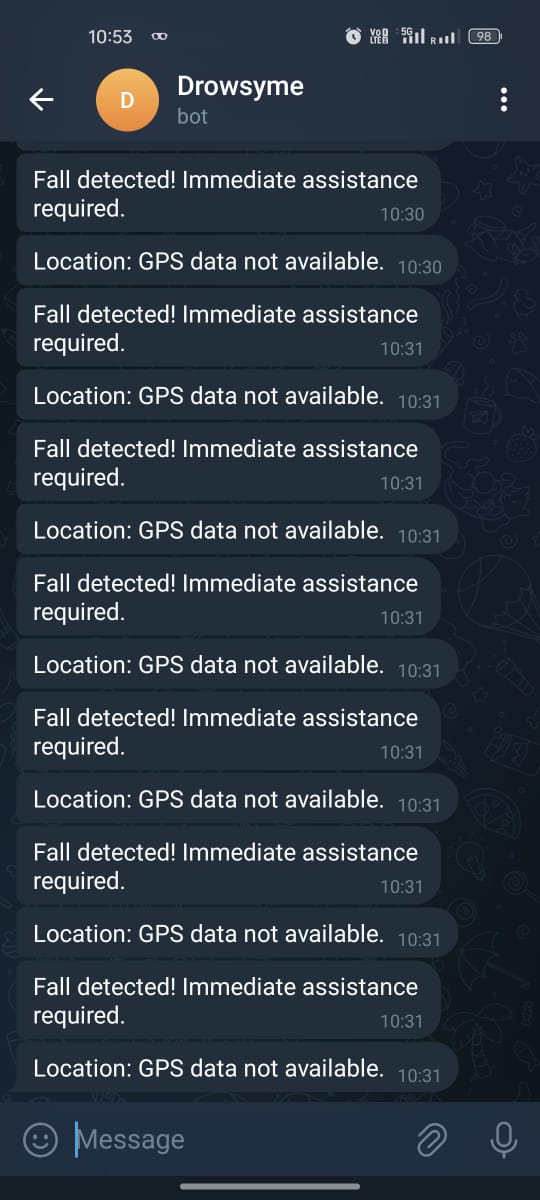 10:53
VoD LTE2 5G R 98
D
Drowsyme
bot
Fall detected! Immediate assistance
required. 10:30
Location: GPS data not available. 10:30
Fall detected! Immediate assistance
required. 10:31
Location: GPS data not available. 10:31
Fall detected! Immediate assistance
required. 10:31
Location: GPS data not available. 10:31
Fall detected! Immediate assistance
required. 10:31
Location: GPS data not available. 10:31
Fall detected! Immediate assistance
required. 10:31
Location: GPS data not available. 10:31
Fall detected! Immediate assistance
required. 10:31
Location: GPS data not available. 10:31
Fall detected! Immediate assistance
required. 10:31
Location: GPS data not available. 10:31
Message